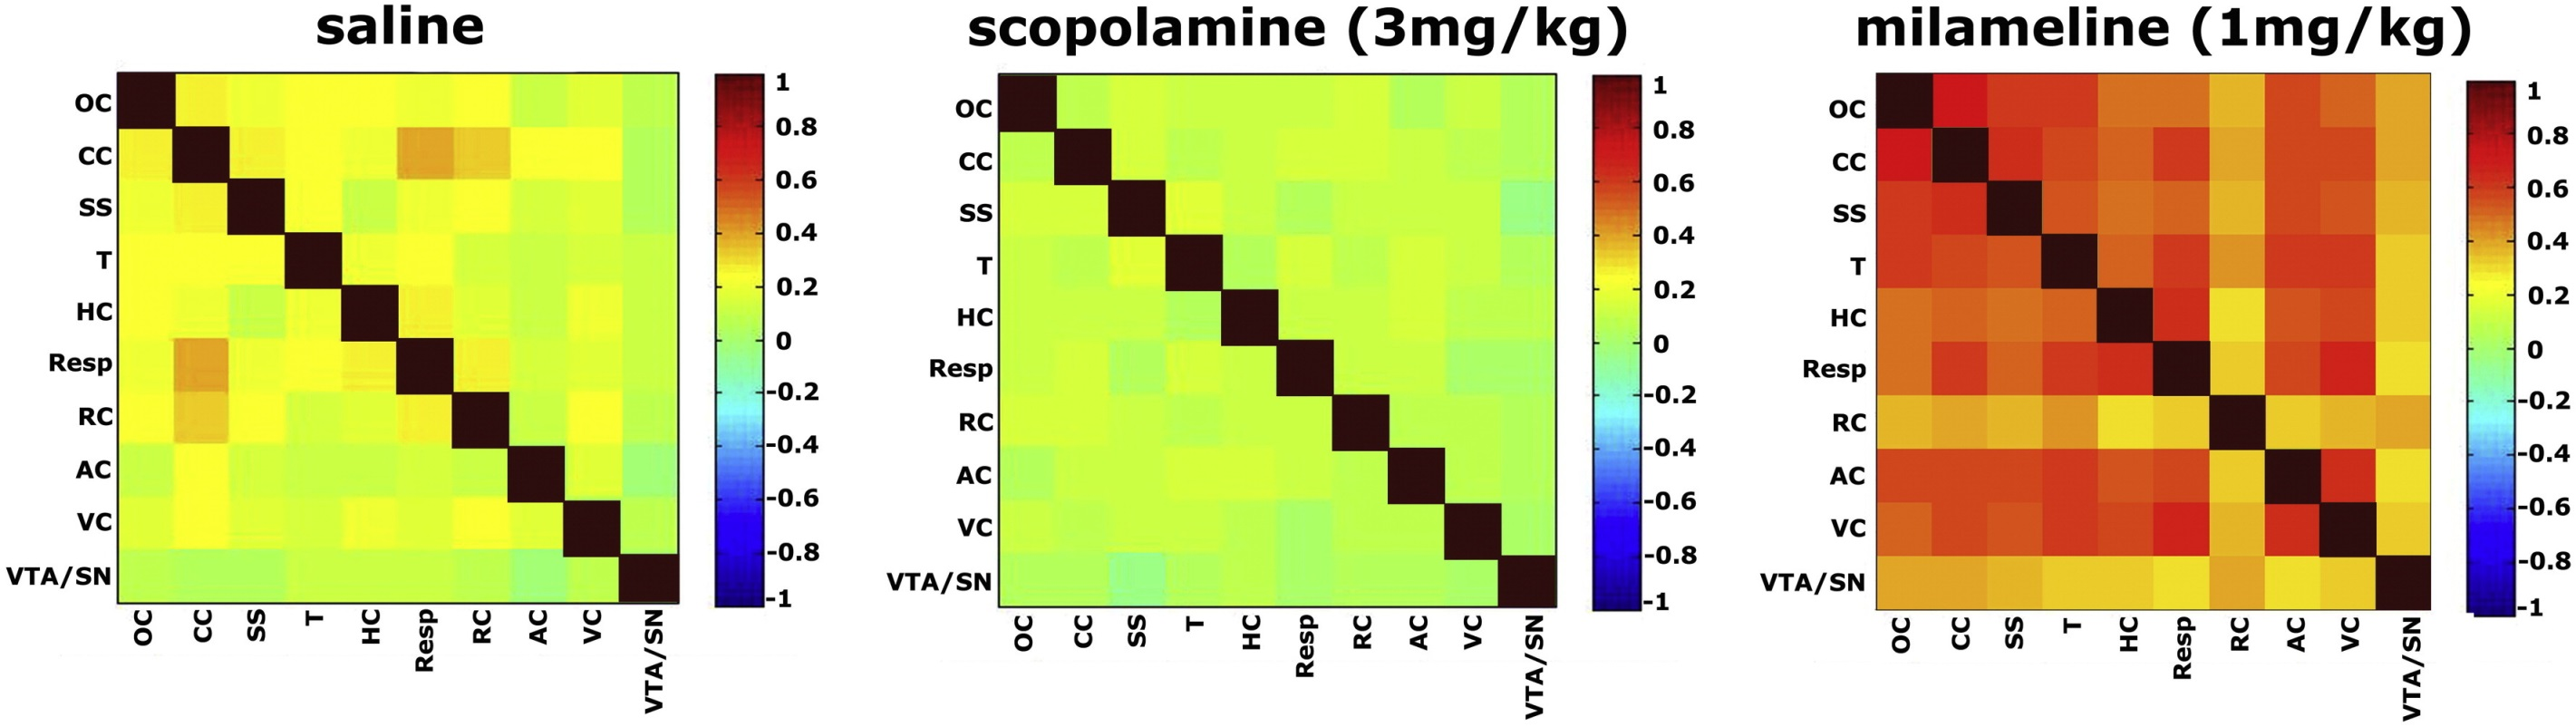 saline
OC
CC
SS
T
HC
Resp
RC
AC
VC
VTA/SN
OC
CC
SS
T
HC
Resp
RC
AC
VC
VTA/SN
1
0.8
0.6
0.4
0.2
0
-0.2
-0.4
-0.6
-0.8
-1
scopolamine (3mg/kg)
OC
CC
SS
T
HC
Resp
RC
AC
VC
VTA/SN
OC
CC
SS
T
HC
Resp
RC
AC
VC
VTA/SN
1
0.8
0.6
0.4
0.2
0
-0.2
-0.4
-0.6
-0.8
-1
milameline (1mg/kg)
OC
CC
SS
T
HC
Resp
RC
AC
VC
VTA/SN
OC
CC
SS
T
HC
Resp
RC
AC
VC
VTA/SN
1
0.8
0.6
0.4
0.2
0
-0.2
-0.4
-0.6
-0.8
-1